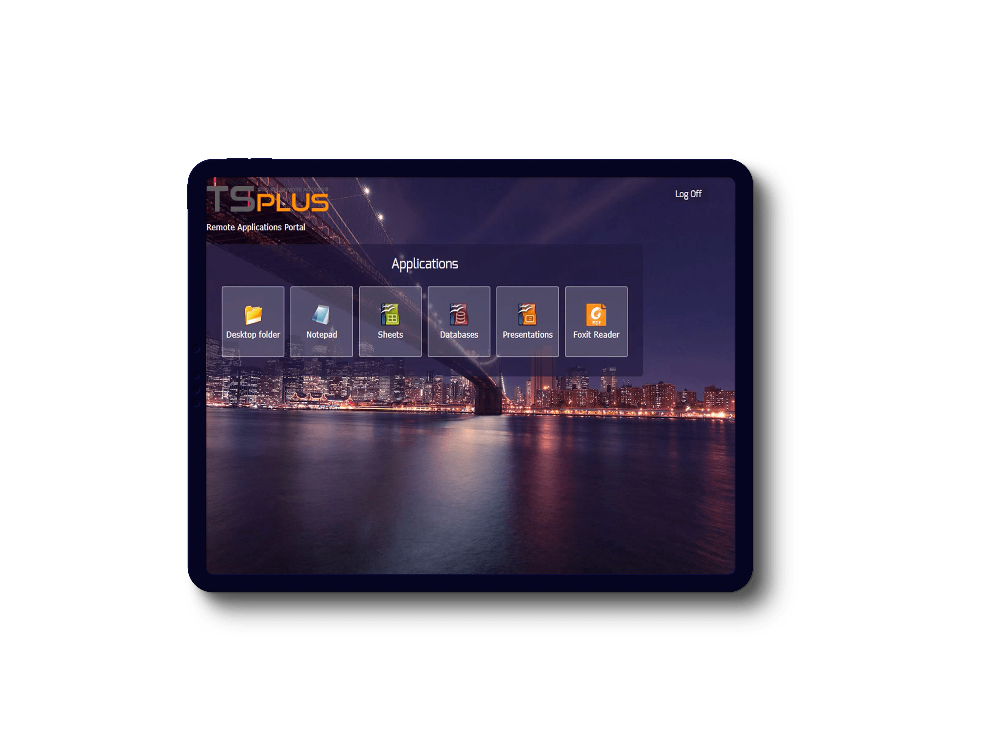 TSPLUS
Log Off
Remote Applications Portal
Applications
Desktop folder
Notepad
Sheets
Databases
Presentations
Foxit Reader
PDF